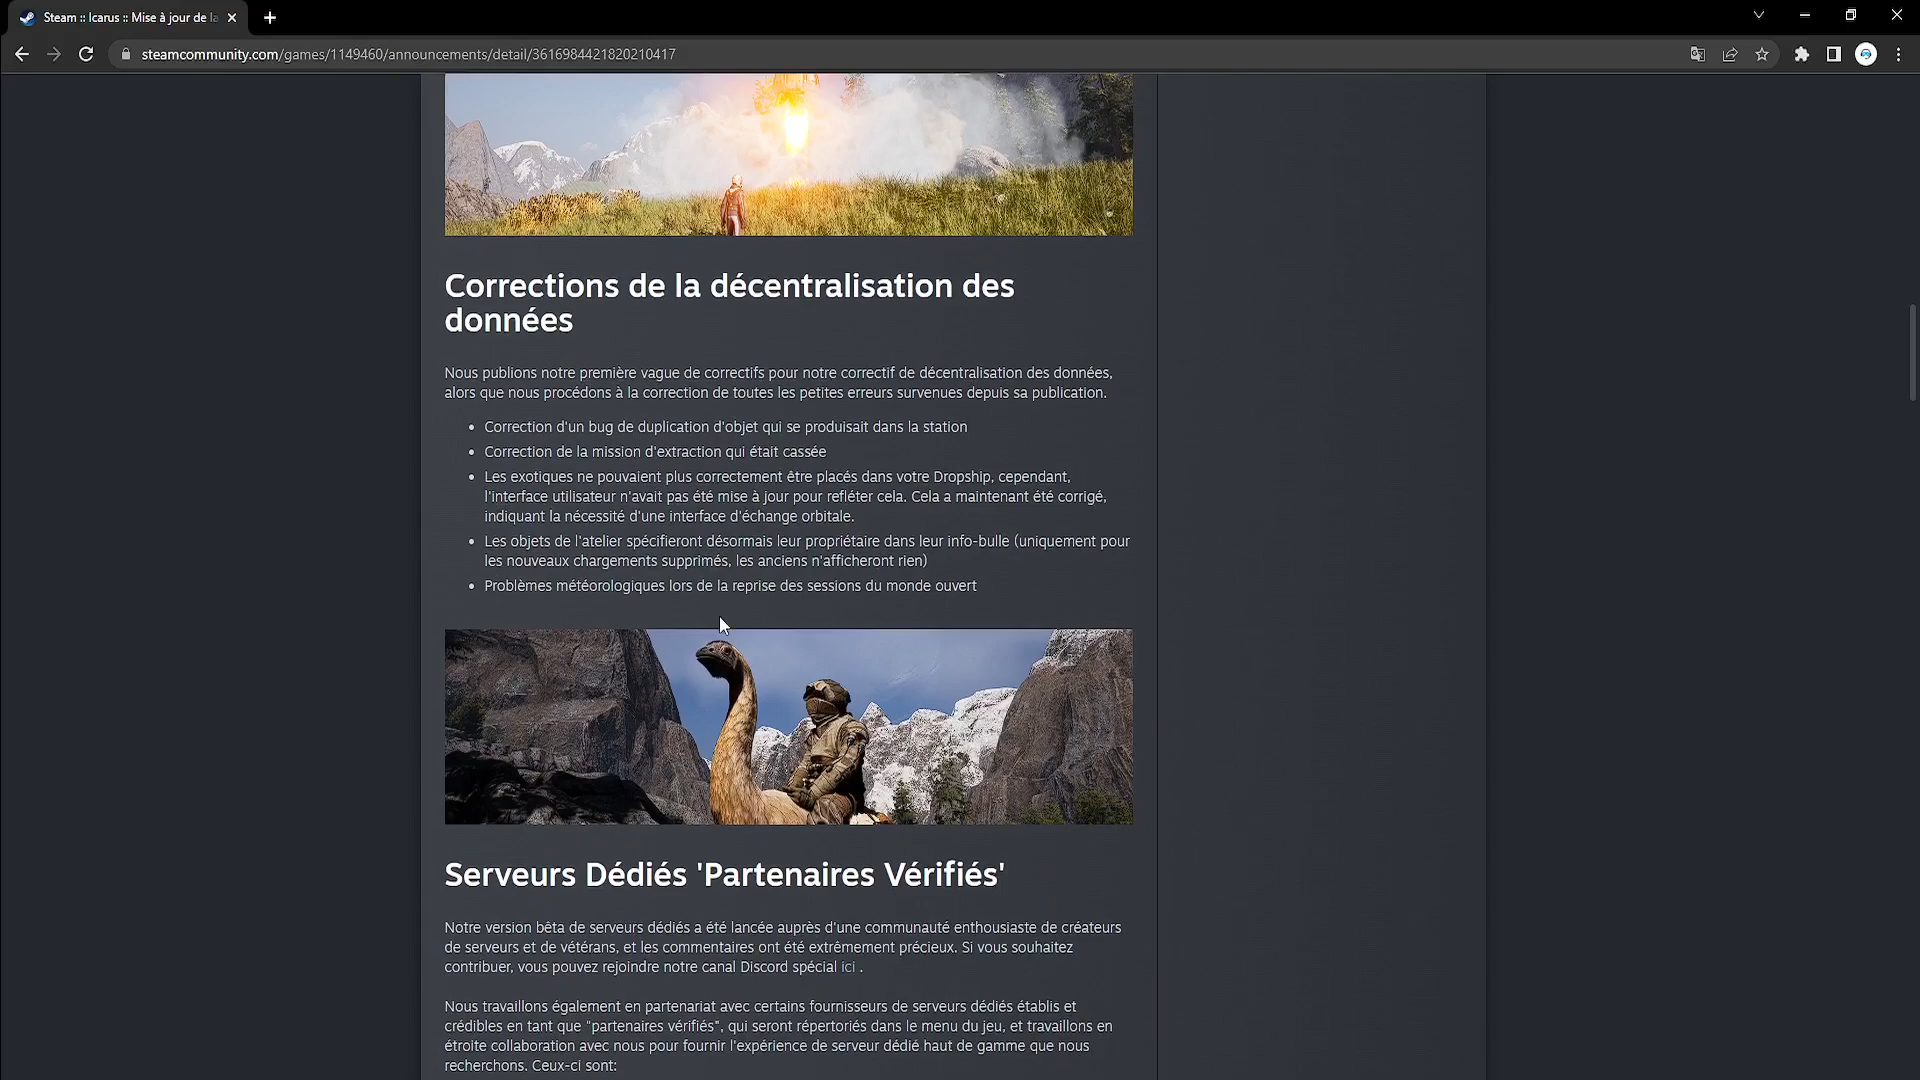 Steam :: Icarus :: Mise à jour de la
steamcommunity.com/games/1149460/announcements/detail/3616984421820210417
Corrections de la décentralisation des
données
Nous publions notre première vague de correctifs pour notre correctif de décentralisation des données,
alors que nous procédons à la correction de toutes les petites erreurs survenues depuis sa publication.
• Correction d'un bug de duplication d'objet qui se produisait dans la station
• Correction de la mission d'extraction qui était cassée
• Les exotiques ne pouvaient plus correctement être placés dans votre Dropship, cependant,
l'interface utilisateur n'avait pas été mise à jour pour refléter cela. Cela a maintenant été corrigé,
indiquant la nécessité d'une interface d'échange orbitale.
• Les objets de l'atelier spécifieront désormais leur propriétaire dans leur info-bulle (uniquement pour
les nouveaux chargements supprimés, les anciens n'afficheront rien)
• Problèmes météorologiques lors de la reprise des sessions du monde ouvert
Serveurs Dédiés 'Partenaires Vérifiés'
Notre version bêta de serveurs dédiés a été lancée auprès d'une communauté enthousiaste de créateurs
de serveurs et de vétérans, et les commentaires ont été extrêmement précieux. Si vous souhaitez
contribuer, vous pouvez rejoindre notre canal Discord spécial ici .
Nous travaillons également en partenariat avec certains fournisseurs de serveurs dédiés établis et
crédibles en tant que "partenaires vérifiés", qui seront répertoriés dans le menu du jeu, et travaillons en
étroite collaboration avec nous pour fournir l'expérience de serveur dédié haut de gamme que nous
recherchons. Ceux-ci sont: